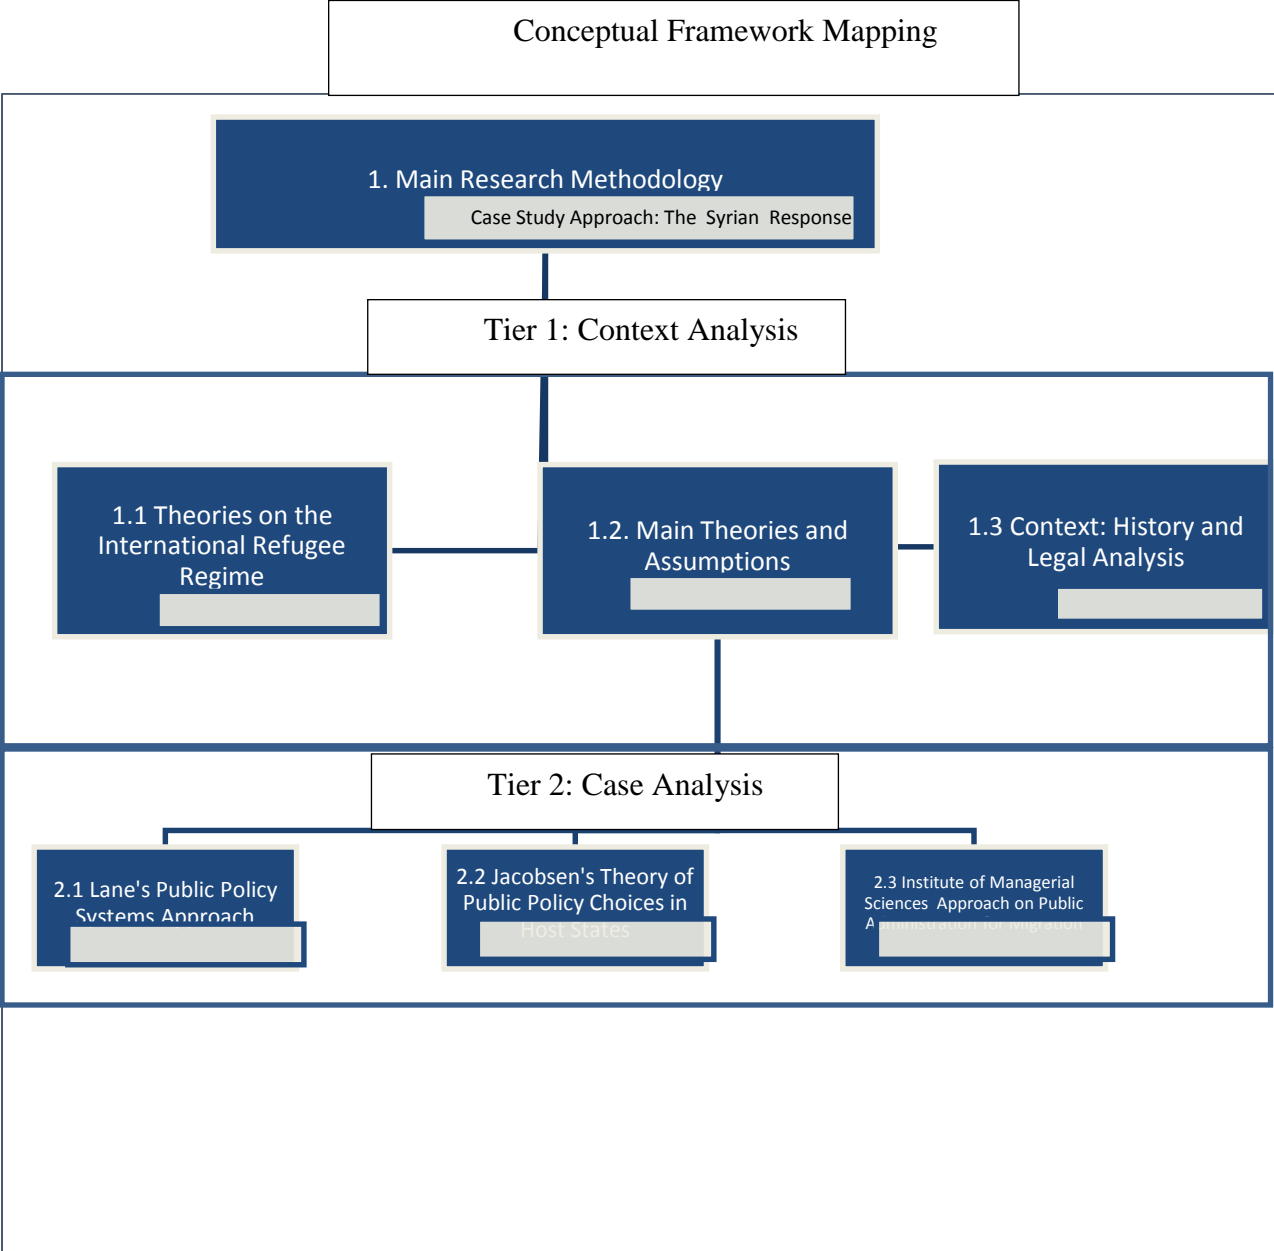 Conceptual Framework Mapping
1. Main Research Methodology
Case Study Approach: The Syrian Response
Tier 1: Context Analysis
1.1 Theories on the
International Refugee
Regime
1.2. Main Theories and
Assumptions
1.3 Context: History and
Legal Analysis
Tier 2: Case Analysis
2.1 Lane's Public Policy
Systems Approach
2.2 Jacobsen's Theory of
Public Policy Choices in
Host States
2.3 Institute of Managerial
Sciences Approach on Public
Administration for Migration